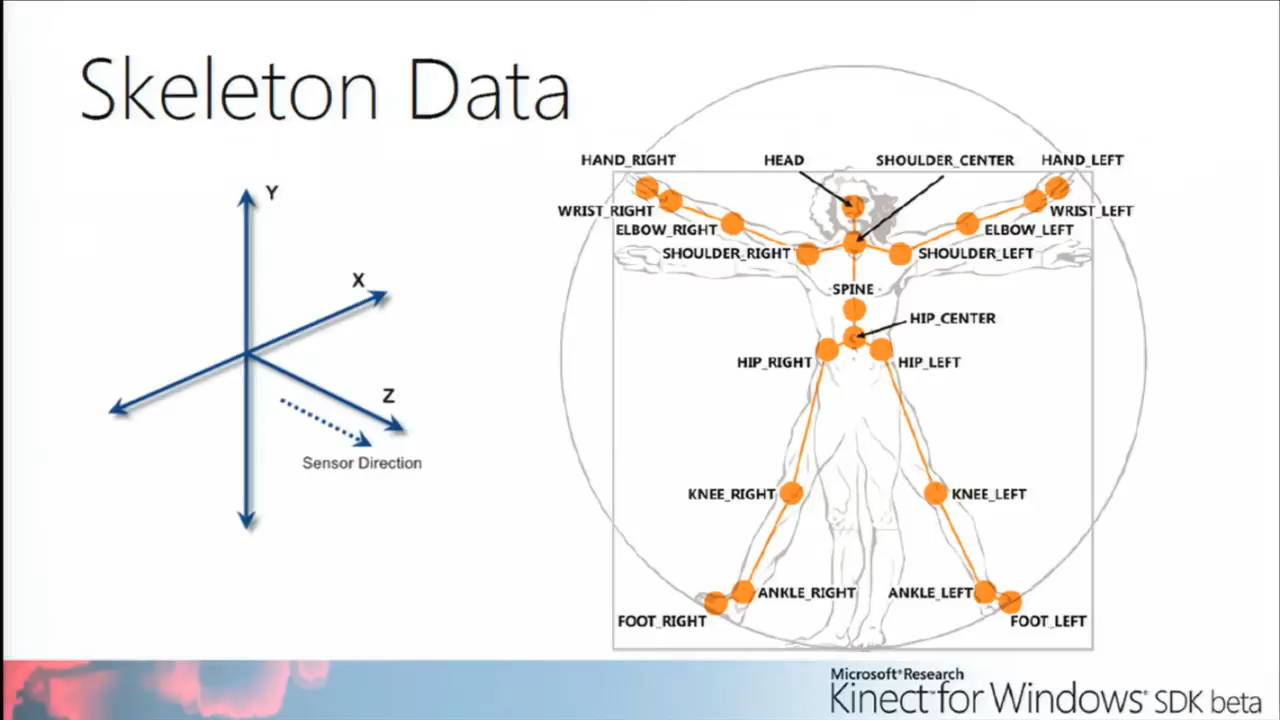 Skeleton Data
Y
X
Z
Sensor Direction
HAND_RIGHT
HEAD
SHOULDER_CENTER
HAND_LEFT
WRIST_RIGHT
WRIST_LEFT
ELBOW_RIGHT
ELBOW_LEFT
SHOULDER_RIGHT
SHOULDER_LEFT
SPINE
HIP_CENTER
HIP_RIGHT
HIP_LEFT
KNEE_RIGHT
KNEE_LEFT
ANKLE_RIGHT
ANKLE_LEFT
FOOT_RIGHT
FOOT_LEFT
Microsoft® Research
Kinect™ for Windows® SDK beta